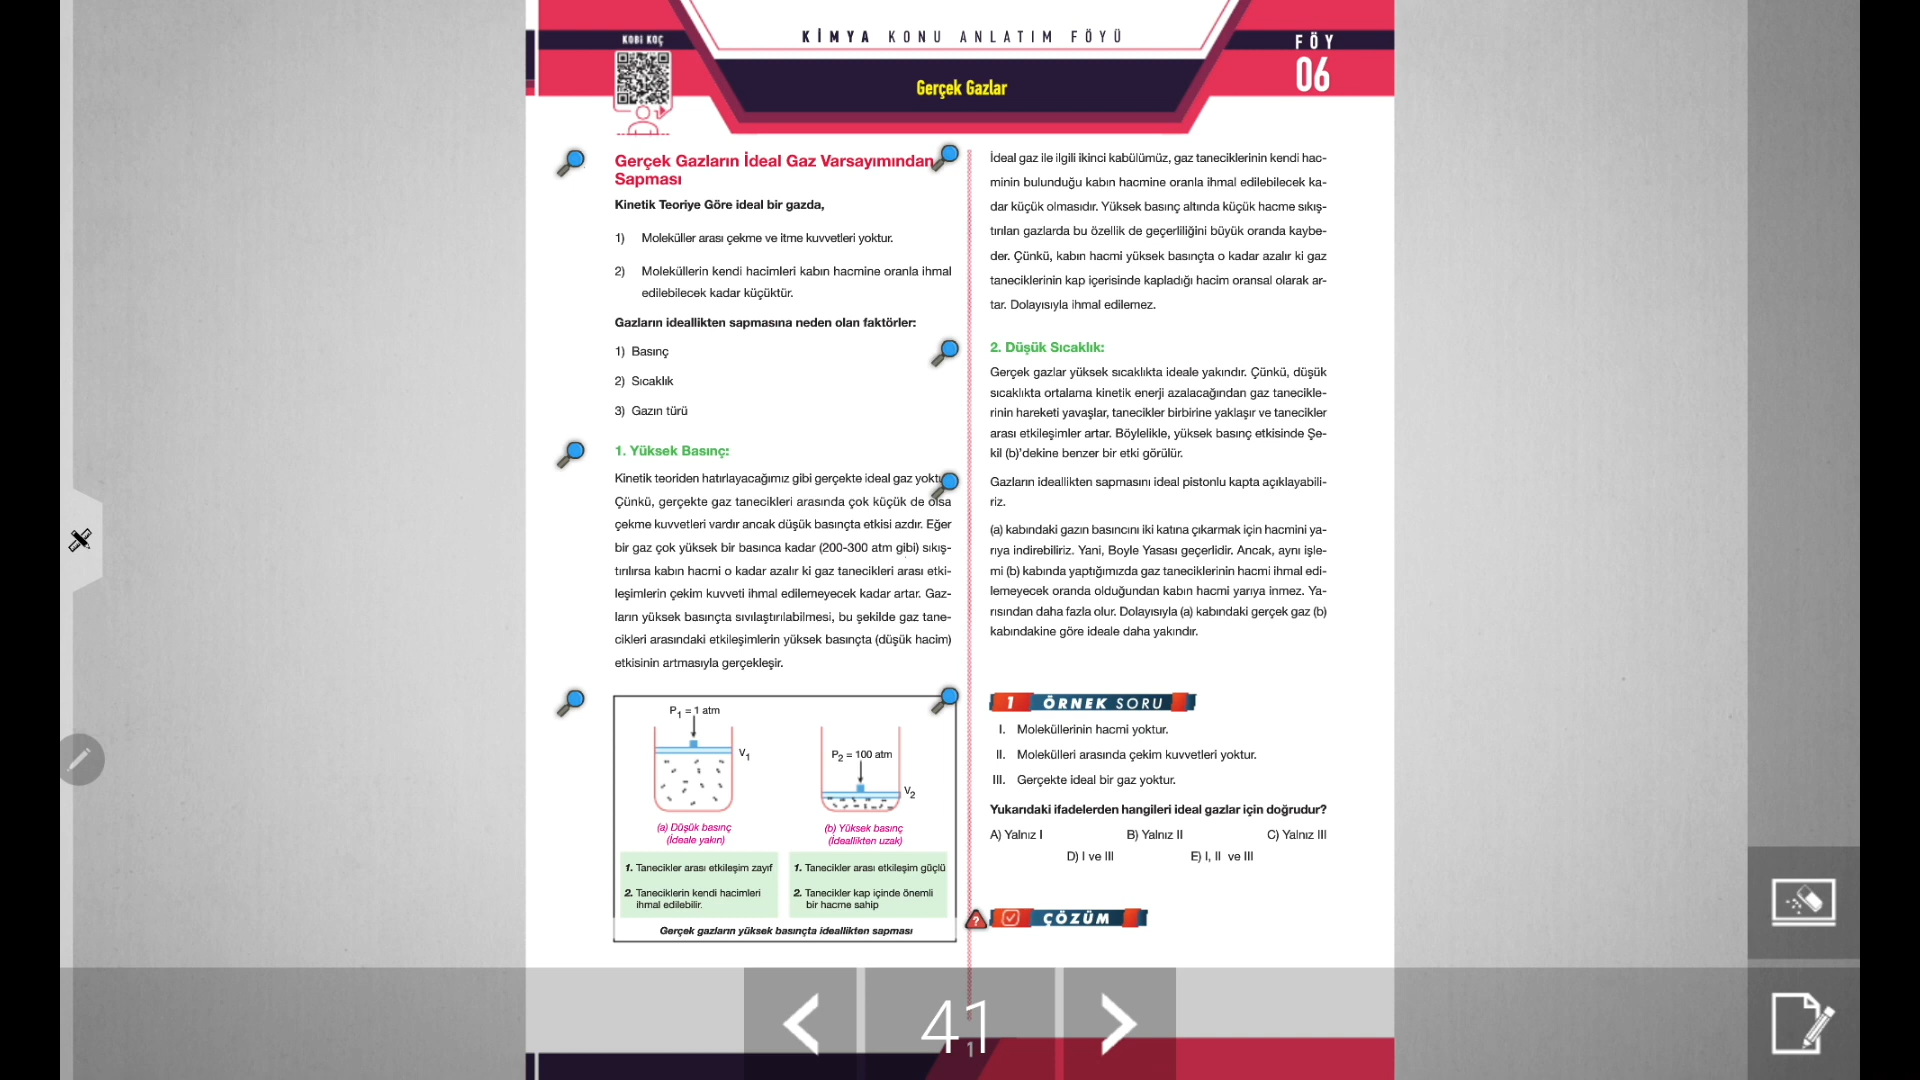 KOBİ KOÇ
KİMYA KONU ANLATIM FÖYÜ
FÖY
06
Gerçek Gazlar
Gerçek Gazların İdeal Gaz Varsayımından
Sapması
Kinetik Teoriye Göre ideal bir gazda,
1) Moleküller arası çekme ve itme kuvvetleri yoktur.
2) Moleküllerin kendi hacimleri kabın hacmine oranla ihmal
edilebilecek kadar küçüktür.
Gazların ideallikten sapmasına neden olan faktörler:
1) Basınç
2) Sıcaklık
3) Gazın türü
1. Yüksek Basınç:
Kinetik teoriden hatırlayacağımız gibi gerçekte ideal gaz
Çünkü, gerçekte gaz tanecikleri arasında çok küçük de olsa
çekme kuvvetleri vardır ancak düşük basınçta etkisi azdır. Eğer
bir gaz çok yüksek bir basınca kadar (200-300 atm gibi) sıkış-
tırılırsa kabın hacmi o kadar azalır ki gaz tanecikleri arası etki-
leşimlerin çekim kuvveti ihmal edilemeyecek kadar artar. Gaz-
ların yüksek basınçta sıvılaştırılabilmesi, bu şekilde gaz tane-
cikleri arasındaki etkileşimlerin yüksek basınçta (düşük hacim)
etkisinin artmasıyla gerçekleşir.
P1 = 1 atm
V1
P2 = 100 atm
V2
(a) Düşük basınç
(İdeale yakın)
(b) Yüksek basınç
(İdeallikten uzak)
1. Tanecikler arası etkileşim zayıf
2. Taneciklerin kendi hacimleri
ihmal edilebilir.
1. Tanecikler arası etkileşim güçlü
2. Tanecikler kap içinde önemli
bir hacme sahip
Gerçek gazların yüksek basınçta ideallikten sapması
İdeal gaz ile ilgili ikinci kabülümüz, gaz taneciklerinin kendi hac-
minin bulunduğu kabın hacmine oranla ihmal edilebilecek ka-
dar küçük olmasıdır. Yüksek basınç altında küçük hacme sıkış-
tırılan gazlarda bu özellik de geçerliliğini büyük oranda kaybe-
der. Çünkü, kabın hacmi yüksek basınçta o kadar azalır ki gaz
taneciklerinin kap içerisinde kapladığı hacim oransal olarak ar-
tar. Dolayısıyla ihmal edilemez.
2. Düşük Sıcaklık:
Gerçek gazlar yüksek sıcaklıkta ideale yakındır. Çünkü, düşük
sıcaklıkta ortalama kinetik enerji azalacağından gaz tanecikle-
rinin hareketi yavaşlar, tanecikler birbirine yaklaşır ve tanecikler
arası etkileşimler artar. Böylelikle, yüksek basınç etkisinde Şe-
kil (b)'dekine benzer bir etki görülür.
Gazların ideallikten sapmasını ideal pistonlu kapta açıklayabili-
riz.
(a) kabındaki gazın basıncını iki katına çıkarmak için hacmini ya-
rıya indirebiliriz. Yani, Boyle Yasası geçerlidir. Ancak, aynı işle-
mi (b) kabında yaptığımızda gaz taneciklerinin hacmi ihmal edi-
lemeyecek oranda olduğundan kabın hacmi yarıya inmez. Ya-
rısından daha fazla olur. Dolayısıyla (a) kabındaki gerçek gaz (b)
kabındakine göre ideale daha yakındır.
1 ÖRNEK SORU
I. Moleküllerinin hacmi yoktur.
II. Molekülleri arasında çekim kuvvetleri yoktur.
III. Gerçekte ideal bir gaz yoktur.
Yukarıdaki ifadelerden hangileri ideal gazlar için doğrudur?
A) Yalnız I B) Yalnız II C) Yalnız III
D) I ve III E) I, II ve III
? ÇÖZÜM
41
1